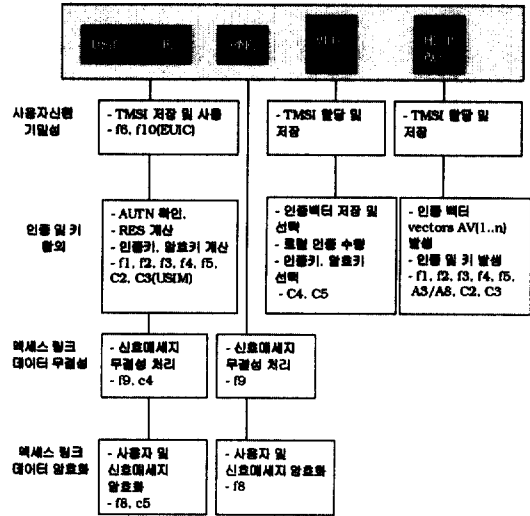 RNC
사용자신원
기밀성
- TMSI 저장 및 사용
- f6, f10(EUIC)
- TMSI 할당 및
저장
- TMSI 할당 및
저장
인증 및 키
합의
- AUTN 확인,
- RES 계산
- 인증키, 암호키 계산
- f1, f2, f3, f4, f5,
C2, C3(USIM)
- 인증벡터 저장 및
선택
- 로컬 인증 수행
- 인증키, 암호키
선택
- C4, C5
- 인증 벡터
vectors AV(1..n)
발생
- 인증 및 키 발생
- f1, f2, f3, f4, f5,
A3/A8, C2, C3
엑세스 링크
데이터 무결성
- 신호메세지
무결성 처리
- f9, c4
- 신호메세지
무결성 처리
- f9
엑세스 링크
데이터 암호화
- 사용자 및
신호메세지
암호화
- f8, c5
- 사용자 및
신호메세지 암호화
- f8